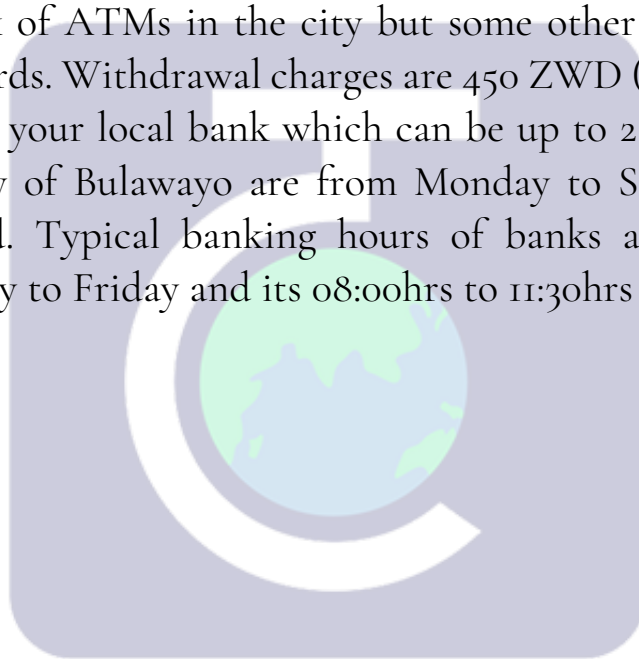 of ATMs in the city but some other
rds. Withdrawal charges are 450 ZWD (
your local bank which can be up to 2
of Bulawayo are from Monday to S
Typical banking hours of banks a
y to Friday and its 08:00hrs to 11:30hrs